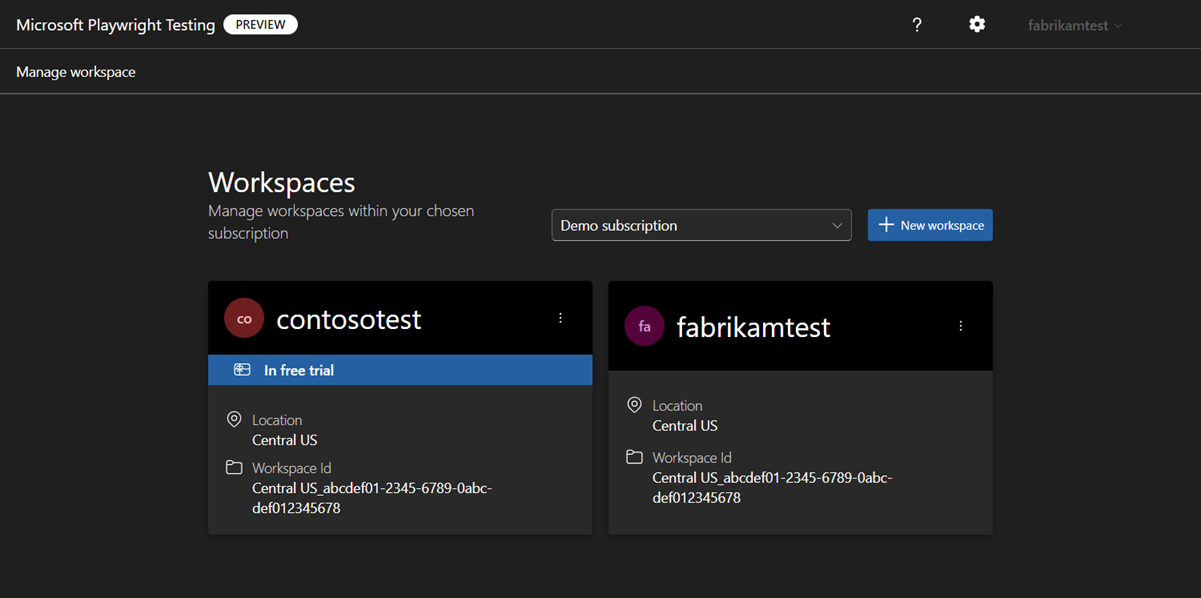 Microsoft Playwright Testing PREVIEW ? fabrikamtest
Manage workspace
Workspaces
Manage workspaces within your chosen
subscription
Demo subscription
New workspace
co contosotest
In free trial
Location
Central US
Workspace Id
Central US_abcdef01-2345-6789-0abc-
def012345678
fa fabrikamtest
Location
Central US
Workspace Id
Central US_abcdef01-2345-6789-0abc-
def012345678